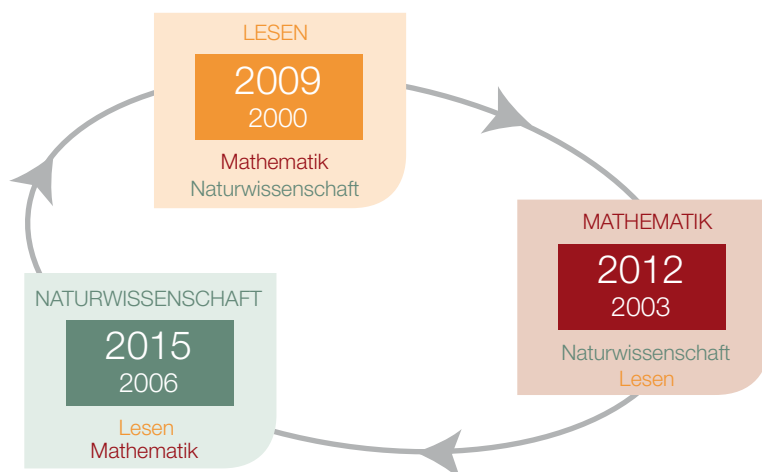 LESEN
2009
2000
Mathematik
Naturwissenschaft
MATHEMATIK
2012
2003
Naturwissenschaft
Lesen
NATURWISSENSCHAFT
2015
2006
Lesen
Mathematik